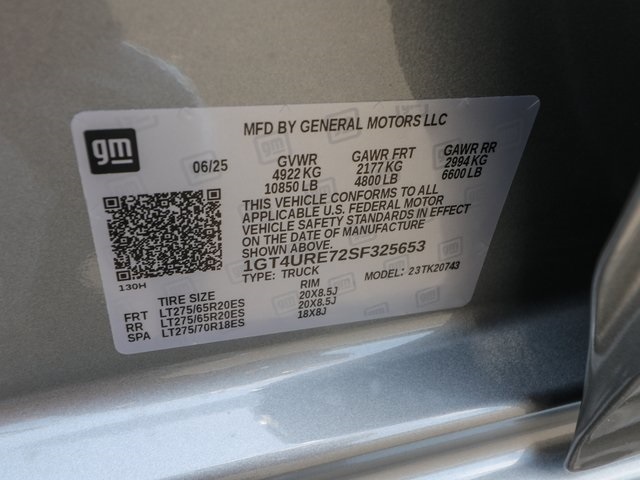 MFD BY GENERAL MOTORS LLC
gm
06/25
GVWR GAWR FRT GAWR RR
4922 KG 2177 KG 2994 KG
10850 LB 4800 LB 6600 LB
THIS VEHICLE CONFORMS TO ALL
APPLICABLE U.S. FEDERAL MOTOR
VEHICLE SAFETY STANDARDS IN EFFECT
ON THE DATE OF MANUFACTURE
SHOWN ABOVE.
1GT4URE72SF325653
130H
TYPE: TRUCK MODEL: 23TK20743
TIRE SIZE RIM
FRT LT275/65R20ES 20X8.5J
RR LT275/65R20ES 20X8.5J
SPA LT275/70R18ES 18X8J